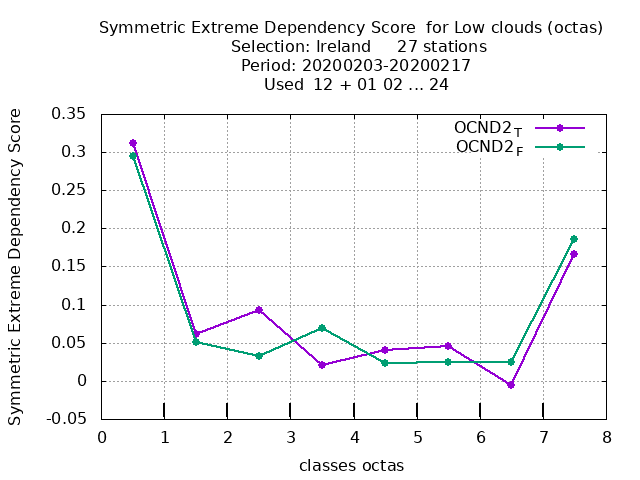 Symmetric Extreme Dependency Score  for Low clouds (octas)
Selection: Ireland     27 stations
Period: 20200203-20200217
Used  12 + 01 02 ... 24
OCND2T
OCND2F
Symmetric Extreme Dependency Score
0.35
0.3
0.25
0.2
0.15
0.1
0.05
0
-0.05
0 1 2 3 4 5 6 7 8
classes octas